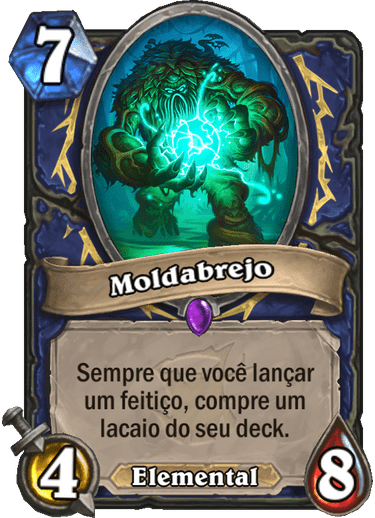 7
Moldabrejo
Sempre que você lançar
um feitiço, compre um
lacaio do seu deck.
4
Elemental
8